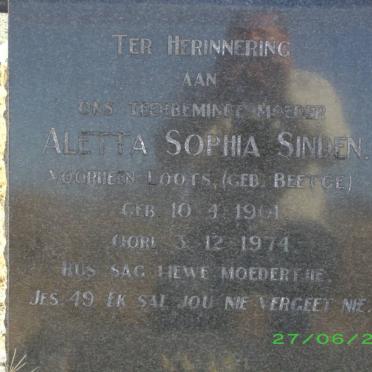 TER HERINNERING
AAN
ONS TEERBEMINDE MOEDER
ALETTA SOPHIA SINDEN.
VOORHEEN LOOTS, (GEB. BEETGE)
GEB. 10. 4. 1901
OORL. 3. 12. 1974.
RUS SAG LIEWE MOEDERTJIE.
JES. 49 EK SAL JOU NIE VERGEET NIE.
27/06/2